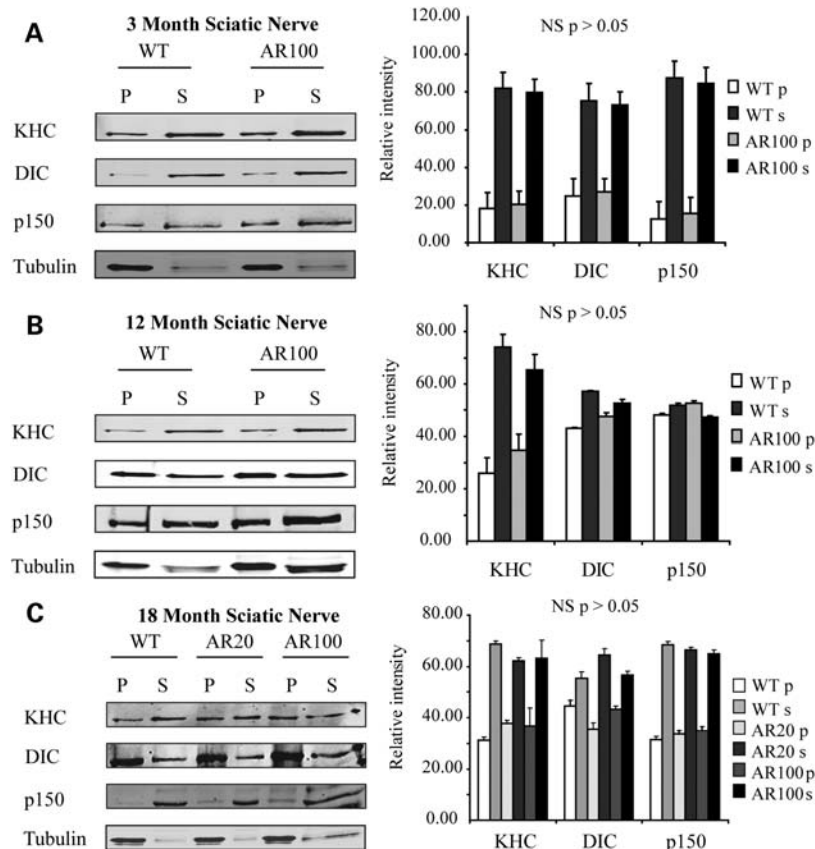 A
3 Month Sciatic Nerve
WT AR100
P S P S
KHC
DIC
p150
Tubulin
NS p > 0.05
Relative intensity
120.00
100.00
80.00
60.00
40.00
20.00
0.00
KHC DIC p150
WT p
WT s
AR100 p
AR100 s
B
12 Month Sciatic Nerve
WT AR100
P S P S
KHC
DIC
p150
Tubulin
NS p > 0.05
Relative intensity
80.00
60.00
40.00
20.00
0.00
KHC DIC p150
WT p
WT s
AR100 p
AR100 s
C
18 Month Sciatic Nerve
WT AR20 AR100
P S P S P S
KHC
DIC
p150
Tubulin
NS p > 0.05
Relative intensity
80.00
60.00
40.00
20.00
0.00
KHC DIC p150
WT p
WT s
AR20 p
AR20 s
AR100 p
AR100 s